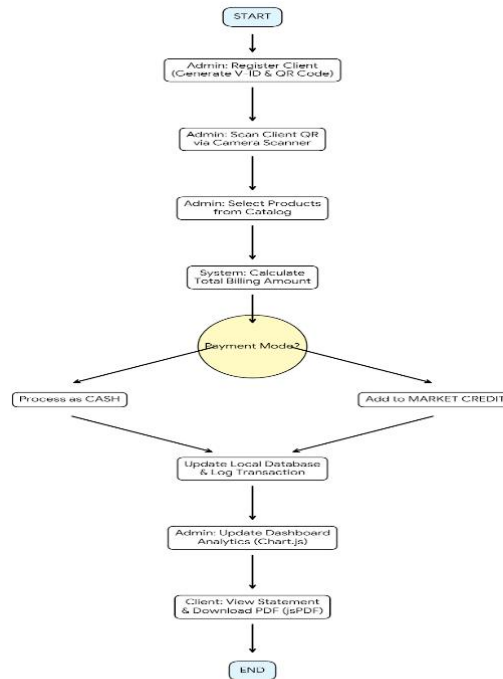 START
Admin: Register Client
(Generate V-ID & QR Code)
Admin: Scan Client QR
via Camera Scanner
Admin: Select Products
from Catalog
System: Calculate
Total Billing Amount
Payment Mode?
Process as CASH
Add to MARKET CREDIT
Update Local Database
& Log Transaction
Admin: Update Dashboard
Analytics (Chart.js)
Client: View Statement
& Download PDF (jsPDF)
END